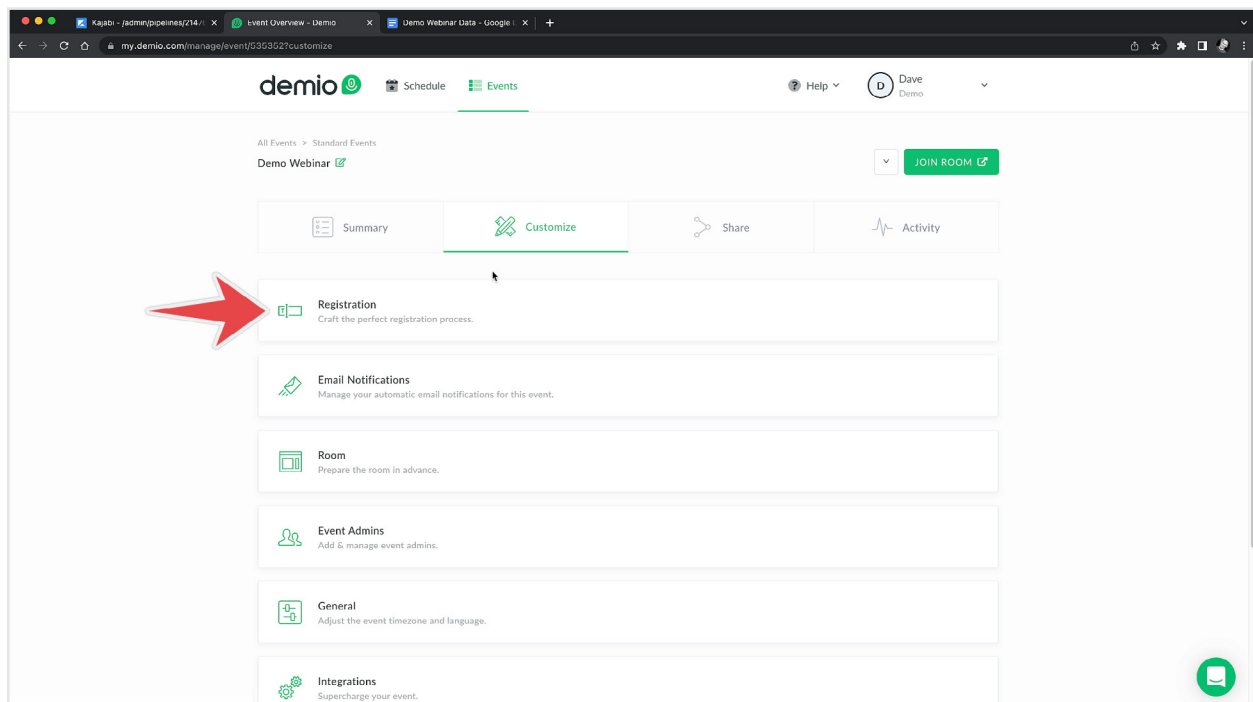 Kajabi - /admin/pipelines/2147
Event Overview - Demio
Demo Webinar Data - Google
my.demio.com/manage/event/535352?customize
demio
Schedule
Events
Help
D
Dave
Demo
All Events > Standard Events
Demo Webinar
JOIN ROOM
Summary
Customize
Share
Activity
Registration
Craft the perfect registration process.
Email Notifications
Manage your automatic email notifications for this event.
Room
Prepare the room in advance.
Event Admins
Add & manage event admins.
General
Adjust the event timezone and language.
Integrations
Supercharge your event.